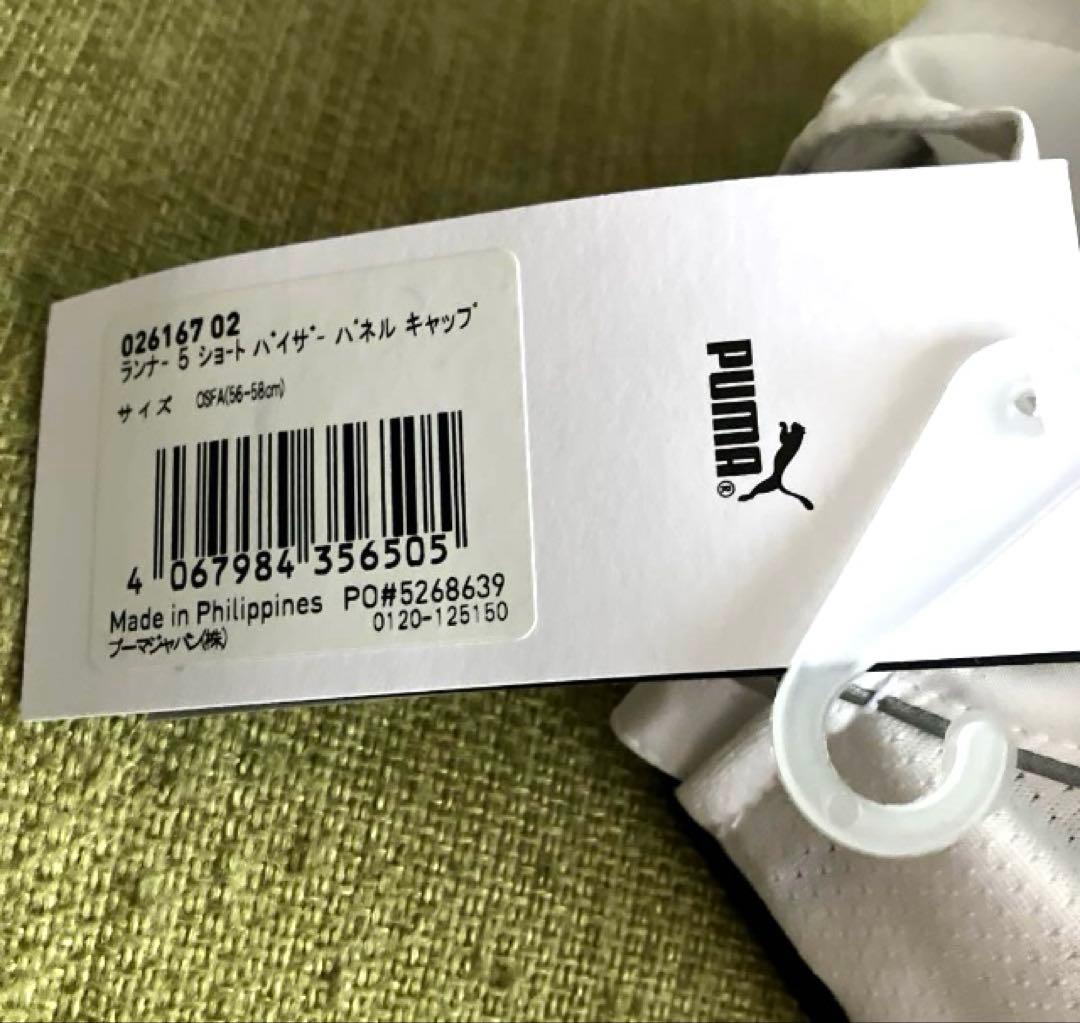 026167 02
ランナー 5 ショート バイザー パネル キャップ
サイズ OSFA(56-58cm)
4 067984 356505
Made in Philippines PO#5268639
0120-125150
プーマジャパン(株)
PUMA®